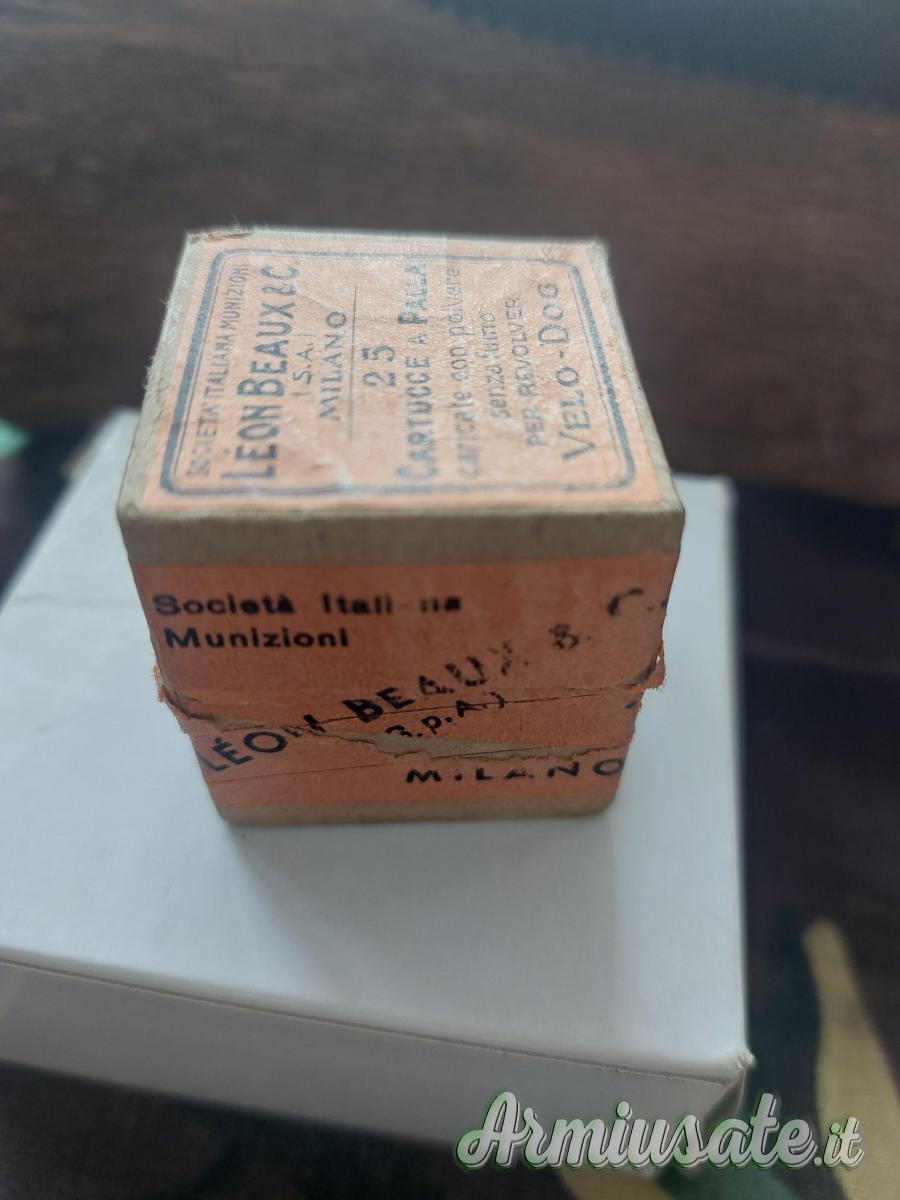 SOCIETÀ ITALIANA MUNIZIONI
LÉON BEAUX & C.
(S.A.)
MILANO
25
CARTUCCE A PALLA
caricate con polvere
senza fumo
PER REVOLVER
VELO-DOG
Società Itali na
Munizioni
LÉON BEAUX & C.
(S.p.A.)
MILANO
Armiusate.it